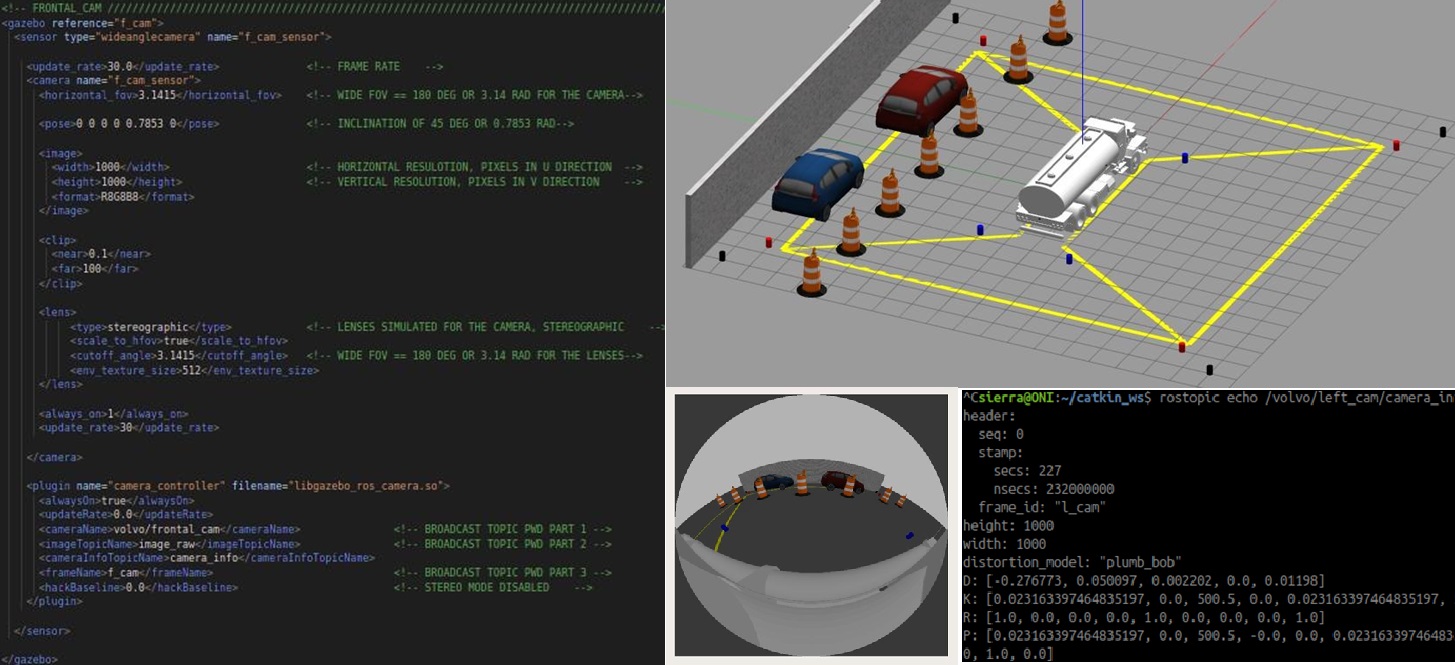 <!-- FRONTAL_CAM ////////////////////////////////////////////////////////////////////////
<gazebo reference="f_cam">
<sensor type="wideanglecamera" name="f_cam_sensor">
<update_rate>30.0</update_rate> <!-- FRAME RATE -->
<camera name="f_cam_sensor">
<horizontal_fov>3.1415</horizontal_fov> <!-- WIDE FOV == 180 DEG OR 3.14 RAD FOR THE CAMERA-->
<pose>0 0 0 0 0.7853 0</pose> <!-- INCLINATION OF 45 DEG OR 0.7853 RAD-->
<image>
<width>1000</width> <!-- HORIZONTAL RESULOTION, PIXELS IN U DIRECTION -->
<height>1000</height> <!-- VERTICAL RESOLUTION, PIXELS IN V DIRECTION -->
<format>R8G8B8</format>
</image>
<clip>
<near>0.1</near>
<far>100</far>
</clip>
<lens>
<type>stereographic</type> <!-- LENSES SIMULATED FOR THE CAMERA, STEREOGRAPHIC -->
<scale_to_hfov>true</scale_to_hfov>
<cutoff_angle>3.1415</cutoff_angle> <!-- WIDE FOV == 180 DEG OR 3.14 RAD FOR THE LENSES-->
<env_texture_size>512</env_texture_size>
</lens>
<always_on>1</always_on>
<update_rate>30</update_rate>
</camera>
<plugin name="camera_controller" filename="libgazebo_ros_camera.so">
<alwaysOn>true</alwaysOn>
<updateRate>0.0</updateRate>
<cameraName>volvo/frontal_cam</cameraName> <!-- BROADCAST TOPIC PWD PART 1 -->
<imageTopicName>image_raw</imageTopicName> <!-- BROADCAST TOPIC PWD PART 2 -->
<cameraInfoTopicName>camera_info</cameraInfoTopicName>
<frameName>f_cam</frameName> <!-- BROADCAST TOPIC PWD PART 3 -->
<hackBaseline>0.0</hackBaseline> <!-- STEREO MODE DISABLED -->
</plugin>
</sensor>
</gazebo>
^Csierra@ONI:~/catkin_ws$ rostopic echo /volvo/left_cam/camera_in
header:
seq: 0
stamp:
secs: 227
nsecs: 232000000
frame_id: "l_cam"
height: 1000
width: 1000
distortion_model: "plumb_bob"
D: [-0.276773, 0.050097, 0.002202, 0.0, 0.01198]
K: [0.023163397464835197, 0.0, 500.5, 0.0, 0.023163397464835197,
R: [1.0, 0.0, 0.0, 0.0, 1.0, 0.0, 0.0, 0.0, 1.0]
P: [0.023163397464835197, 0.0, 500.5, -0.0, 0.0, 0.02316339746483
0, 1.0, 0.0]